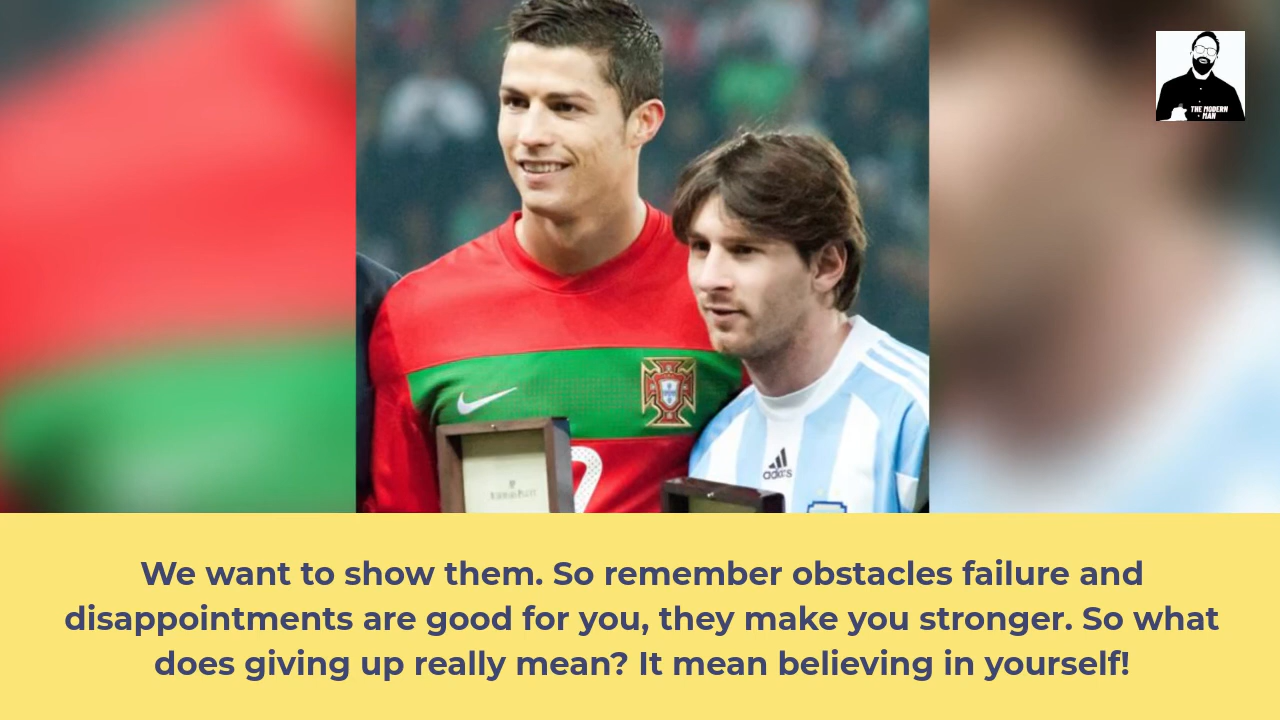 THE MODERN
MAN
adidas
We want to show them. So remember obstacles failure and
disappointments are good for you, they make you stronger. So what
does giving up really mean? It mean believing in yourself!